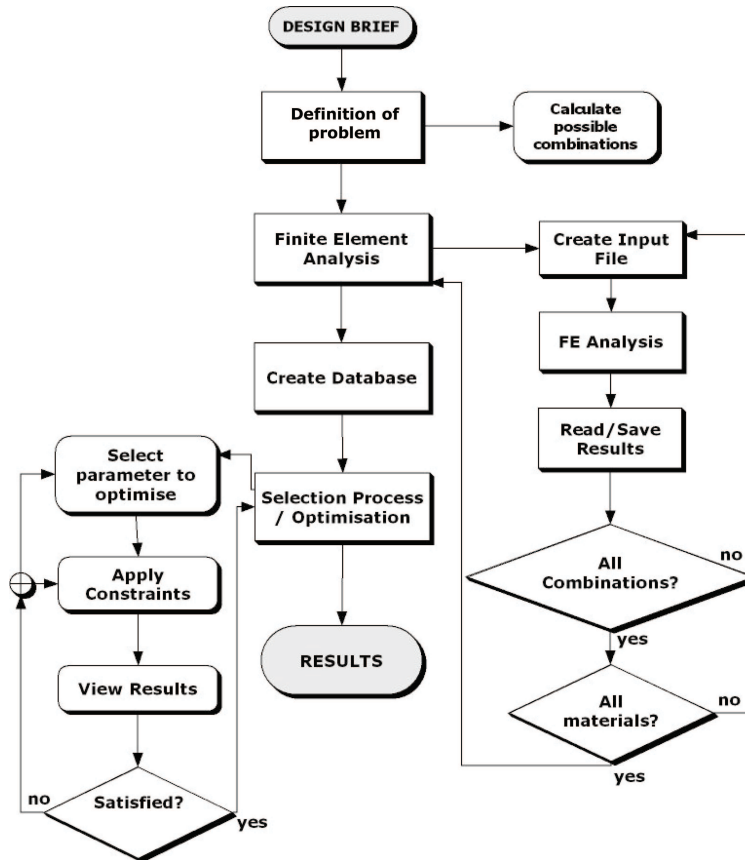 DESIGN BRIEF
Definition of
problem
Calculate
possible
combinations
Finite Element
Analysis
Create Input
File
FE Analysis
Create Database
Read/Save
Results
Select
parameter to
optimise
Selection Process
/ Optimisation
All
Combinations?
no
yes
Apply
Constraints
RESULTS
View Results
All
materials?
no
yes
Satisfied?
no
yes